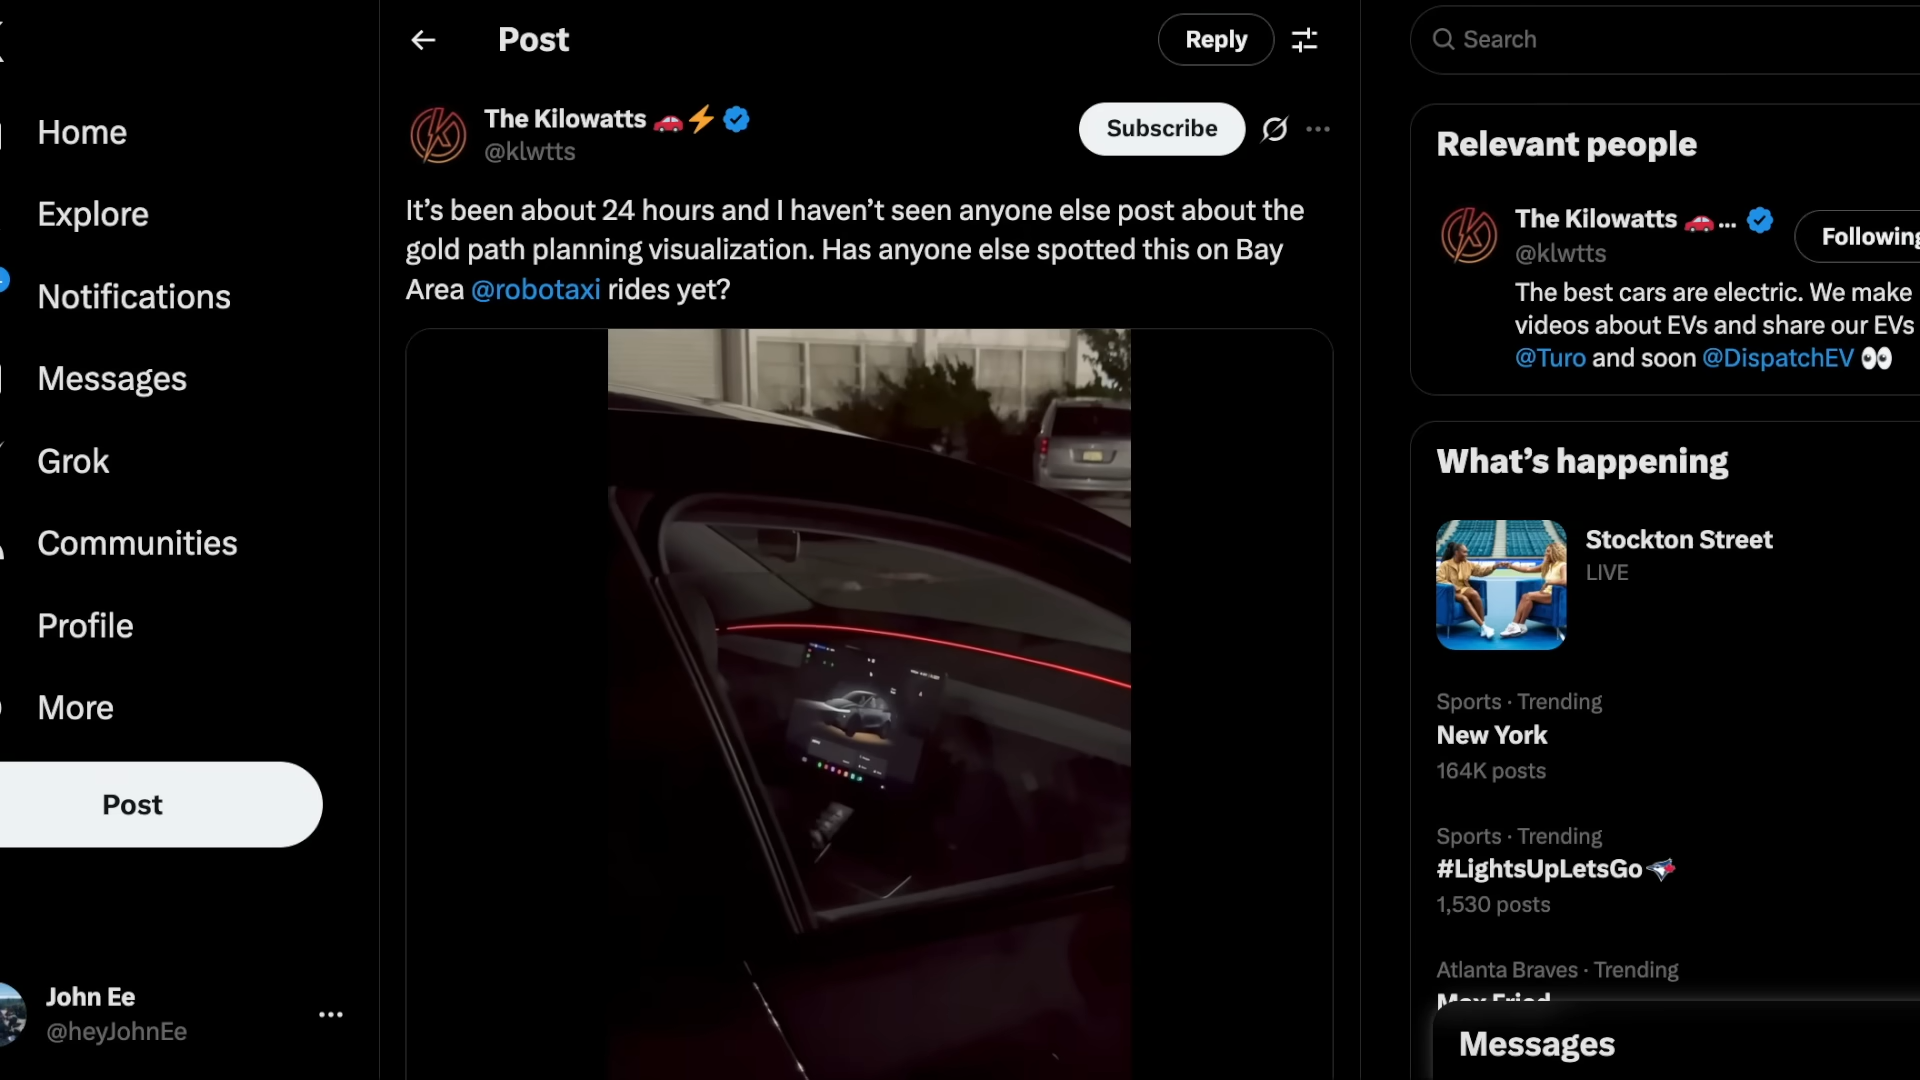 Home
Explore
Notifications
Messages
Grok
Communities
Profile
More
Post
John Ee
@heyJohnEe
Post
Reply
The Kilowatts 🚗⚡
@klwtts
Subscribe
It's been about 24 hours and I haven't seen anyone else post about the
gold path planning visualization. Has anyone else spotted this on Bay
Area @robotaxi rides yet?
Search
Relevant people
The Kilowatts 🚗...
@klwtts
Following
The best cars are electric. We make
videos about EVs and share our EVs
@Turo and soon @DispatchEV 👀
What's happening
Stockton Street
LIVE
Sports · Trending
New York
164K posts
Sports · Trending
#LightsUpLetsGo
1,530 posts
Atlanta Braves · Trending
Max Fried
Messages